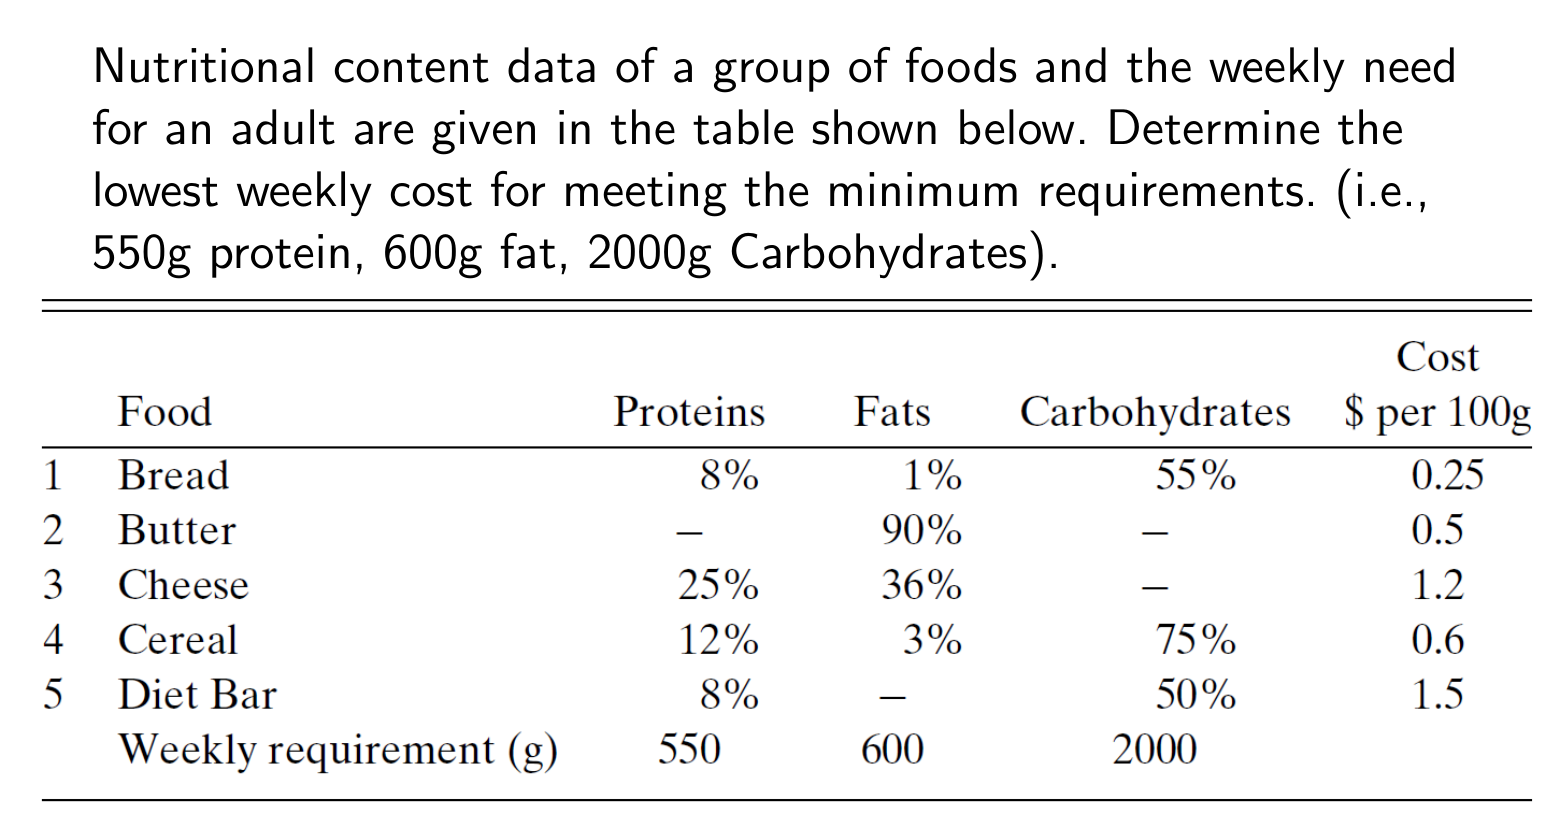 Nutritional content data of a group of foods and the weekly need
for an adult are given in the table shown below. Determine the
lowest weekly cost for meeting the minimum requirements. (i.e.,
550g protein, 600g fat, 2000g Carbohydrates).
Cost
Food Proteins Fats Carbohydrates $ per 100g
1 Bread 8% 1% 55% 0.25
2 Butter – 90% – 0.5
3 Cheese 25% 36% – 1.2
4 Cereal 12% 3% 75% 0.6
5 Diet Bar 8% – 50% 1.5
Weekly requirement (g) 550 600 2000